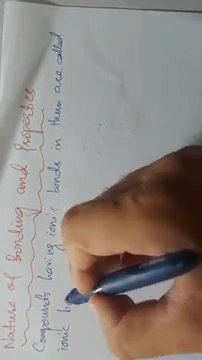 Nature of Bonding and Properties
Compounds having ionic bonds in them are called
ionic b